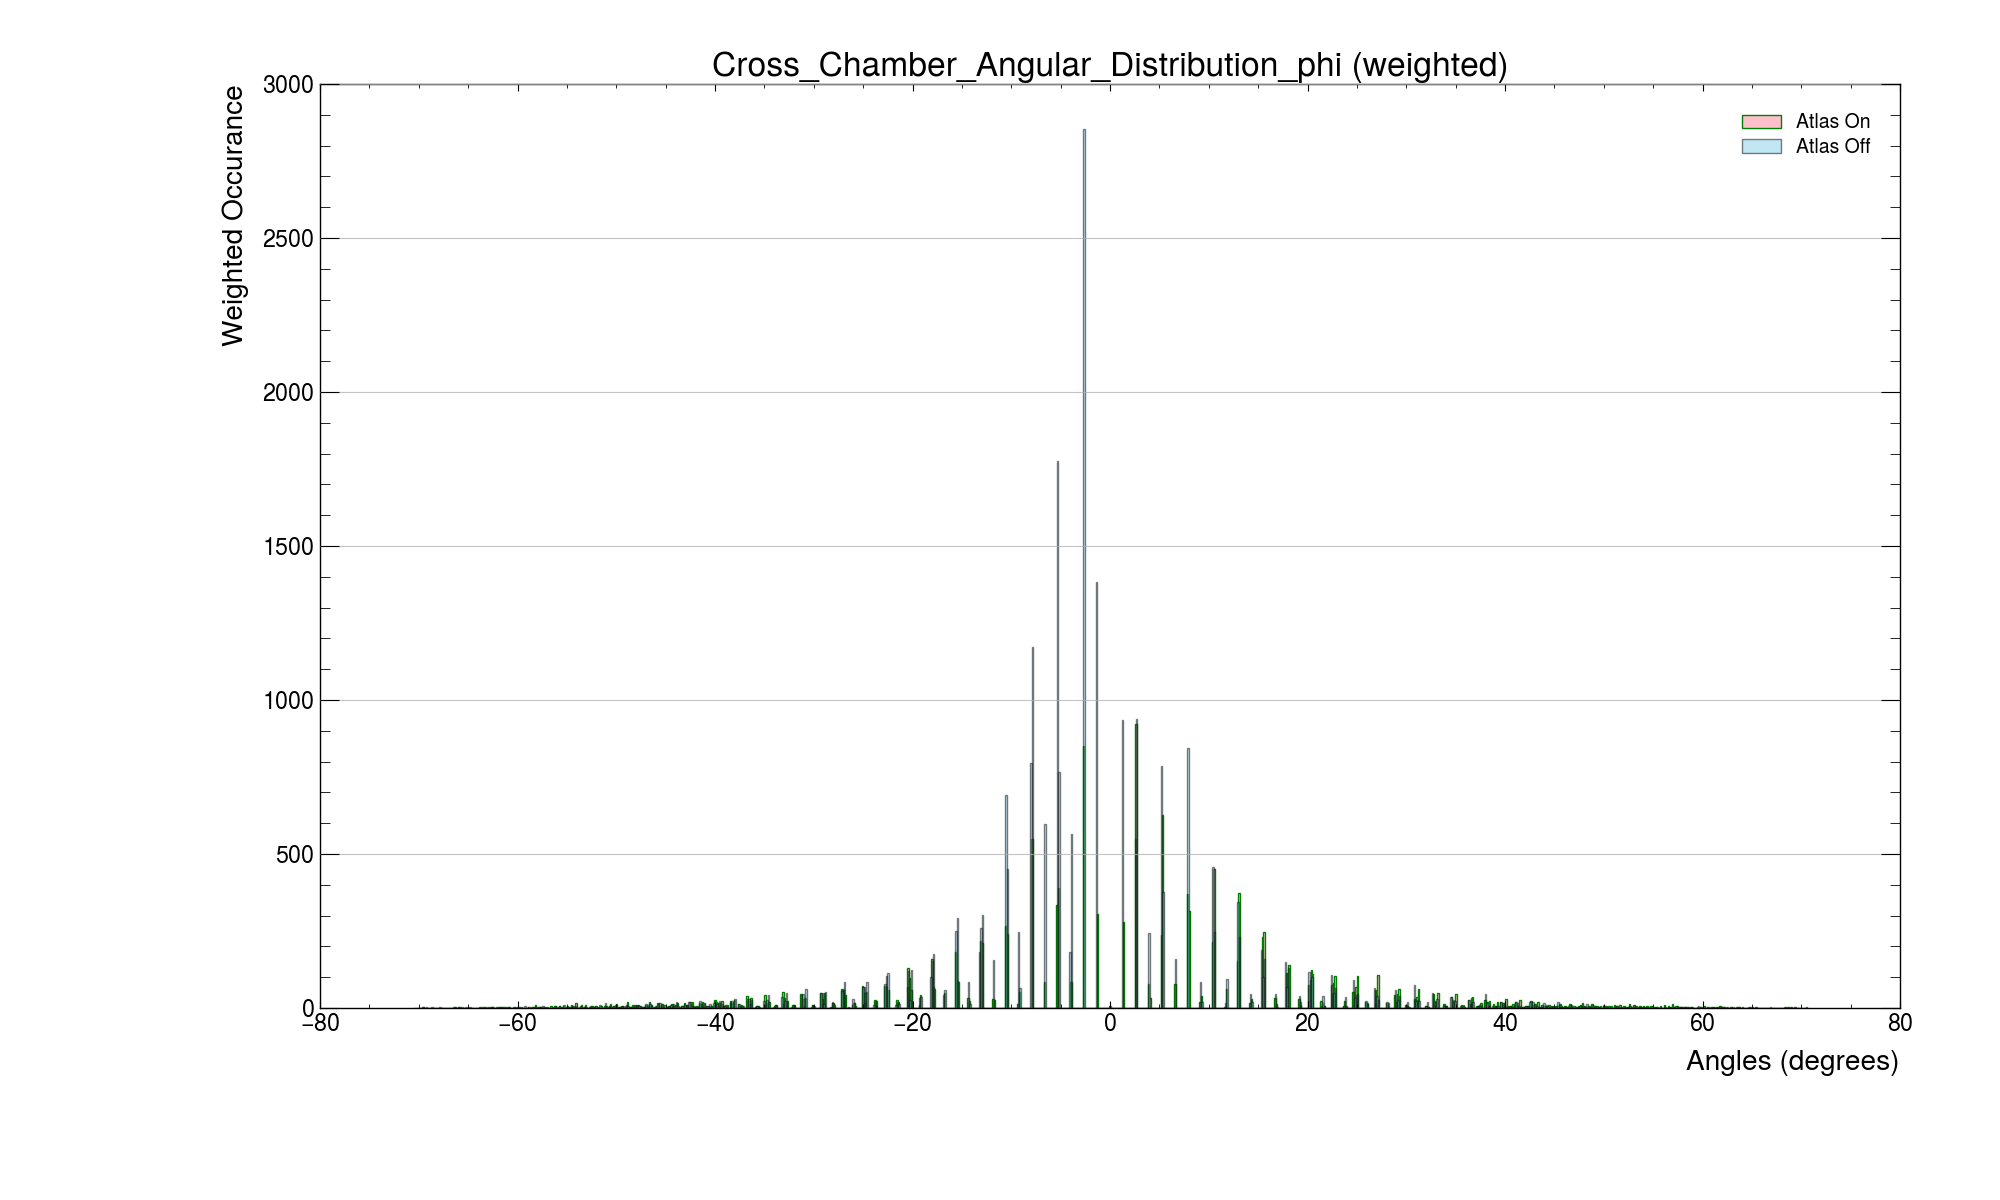 Cross_Chamber_Angular_Distribution_phi (weighted)
Weighted Occurance
3000
2500
2000
1500
1000
500
0
Atlas On
Atlas Off
−80 −60 −40 −20 0 20 40 60 80
Angles (degrees)